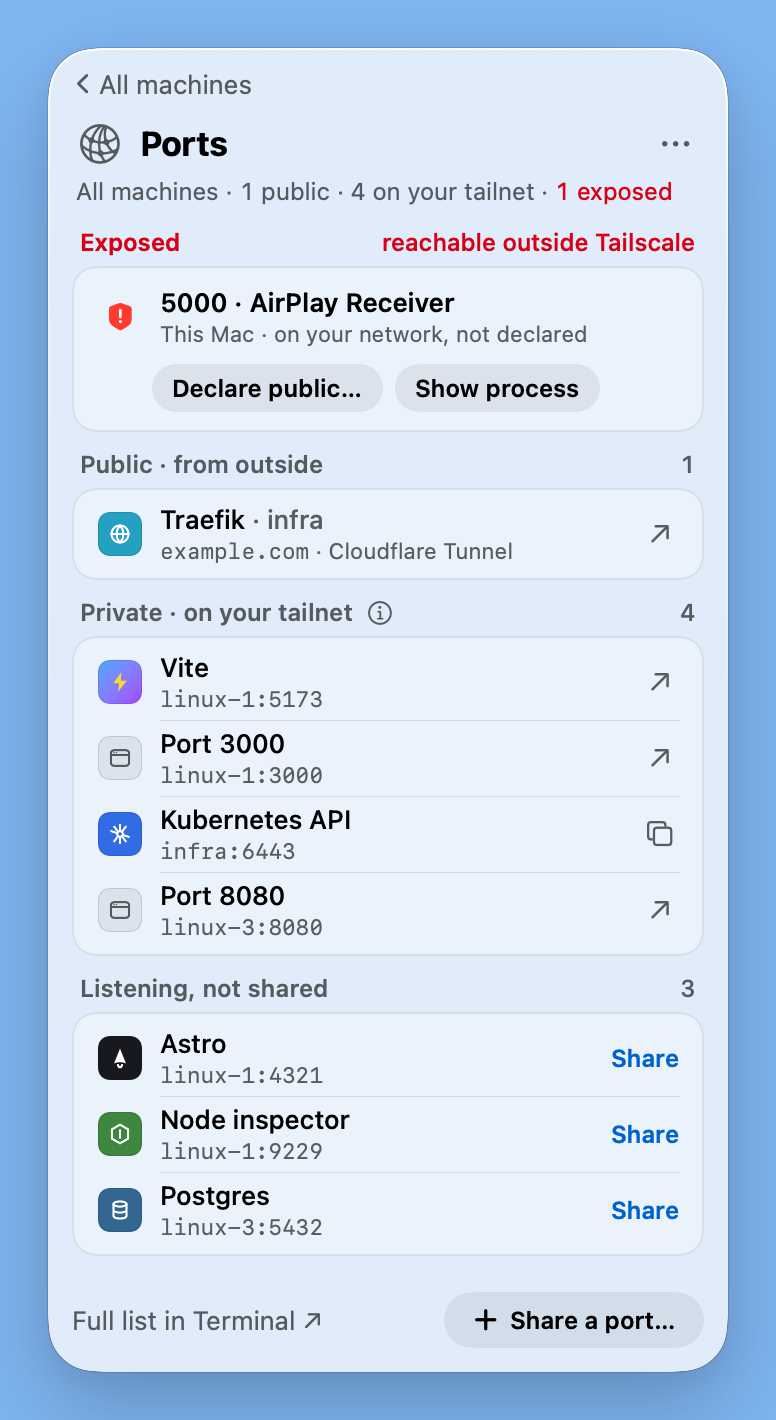 All machines
Ports
All machines · 1 public · 4 on your tailnet · 1 exposed
Exposed reachable outside Tailscale
5000 · AirPlay Receiver
This Mac · on your network, not declared
Declare public... Show process
Public · from outside 1
Traefik · infra
example.com · Cloudflare Tunnel
Private · on your tailnet 4
Vite
linux-1:5173
Port 3000
linux-1:3000
Kubernetes API
infra:6443
Port 8080
linux-3:8080
Listening, not shared 3
Astro
linux-1:4321
Share
Node inspector
linux-1:9229
Share
Postgres
linux-3:5432
Share
Full list in Terminal ↗ + Share a port...